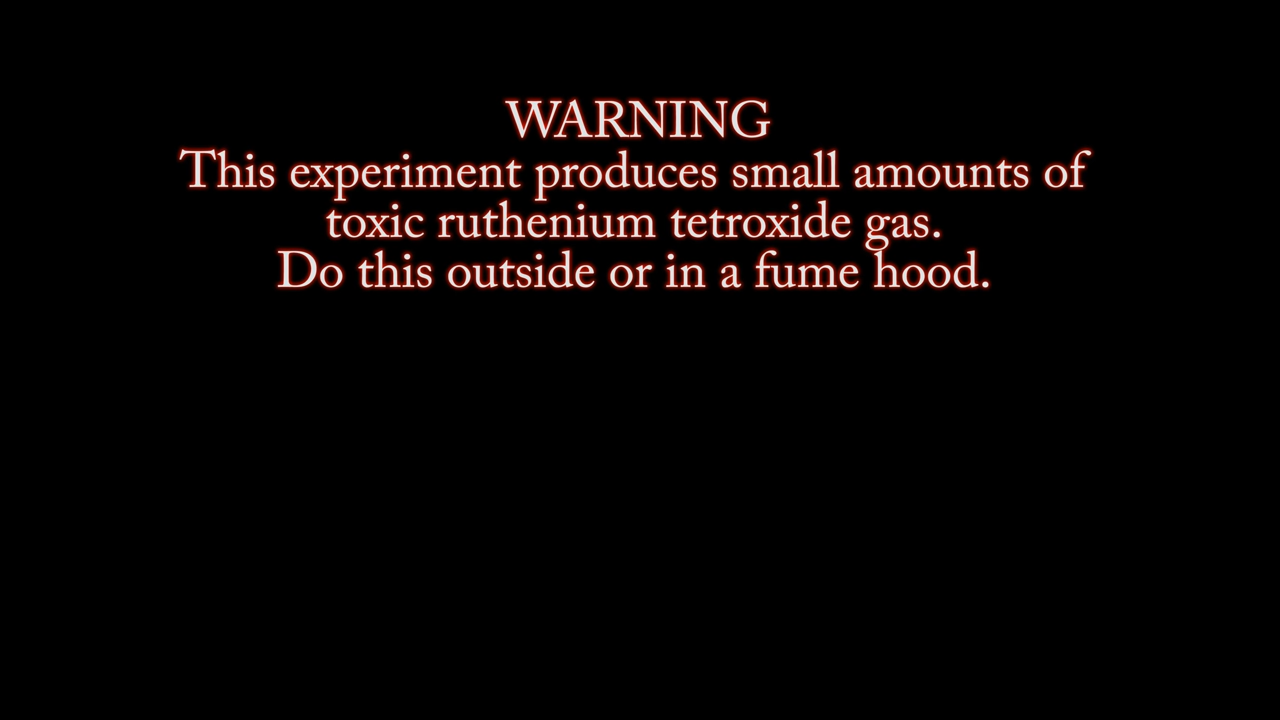 WARNING
This experiment produces small amounts of
toxic ruthenium tetroxide gas.
Do this outside or in a fume hood.